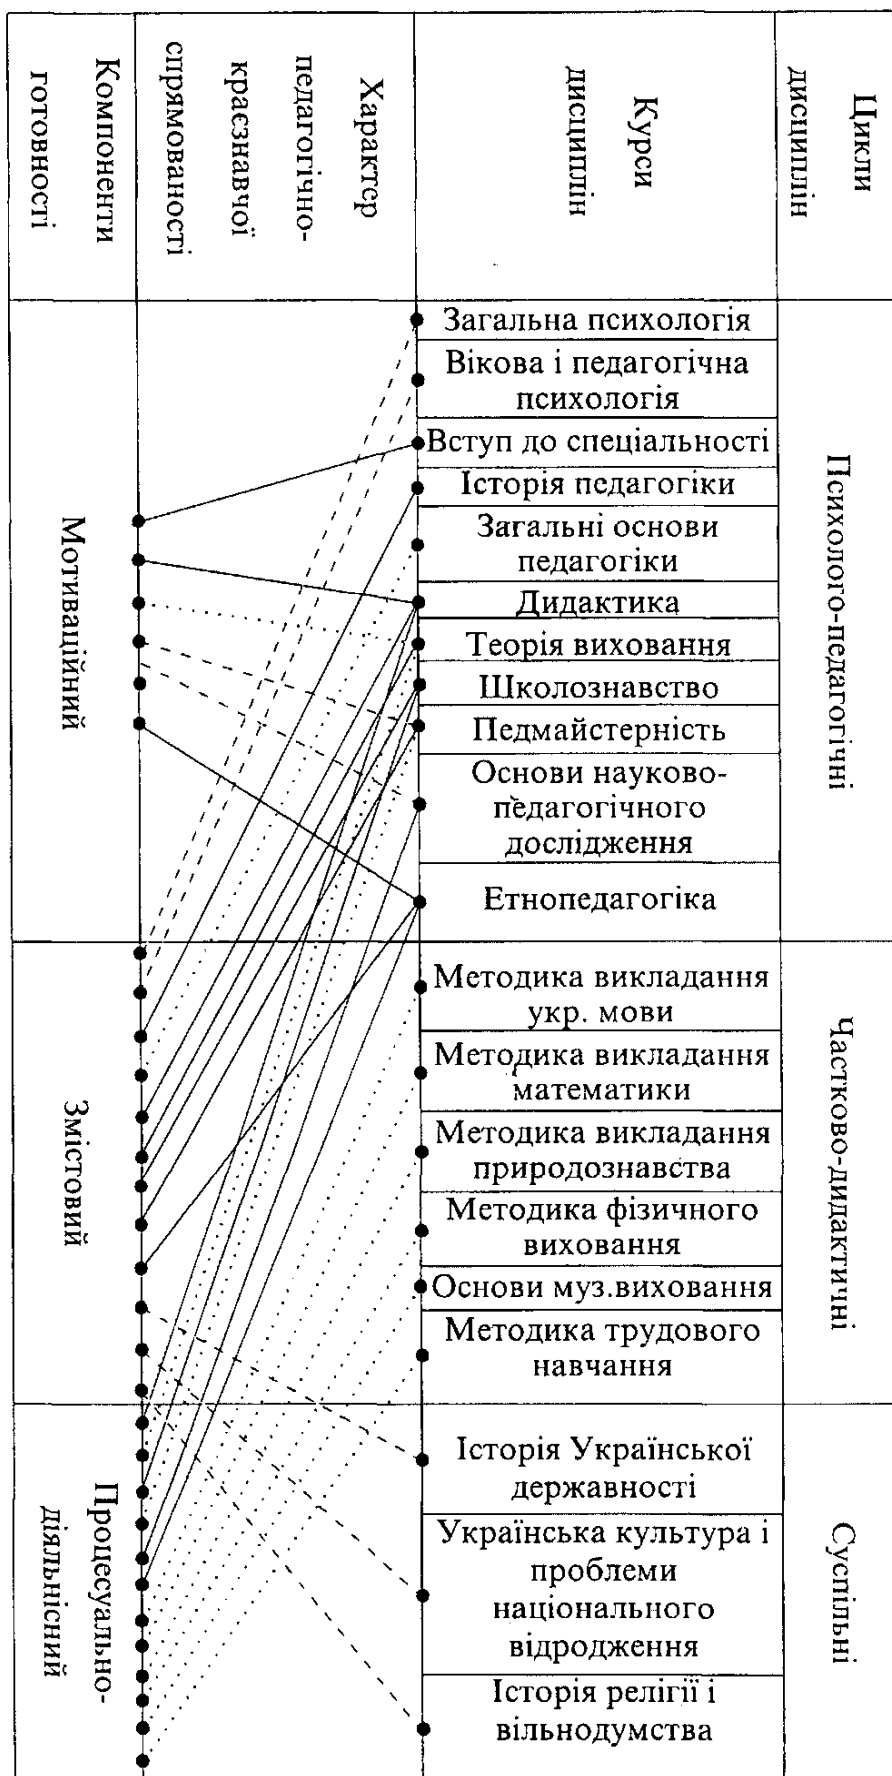 Компоненти
готовності
Характер
педагогічно-
краєзнавчої
спрямованості
Курси
дисциплін
Цикли
дисциплін
Мотиваційний
Змістовий
Процесуально-
діяльнісний
Загальна психологія
Вікова і педагогічна
психологія
Вступ до спеціальності
Історія педагогіки
Загальні основи
педагогіки
Дидактика
Теорія виховання
Школознавство
Педмайстерність
Основи науково-
педагогічного
дослідження
Етнопедагогіка
Методика викладання
укр. мови
Методика викладання
математики
Методика викладання
природознавства
Методика фізичного
виховання
Основи муз.виховання
Методика трудового
навчання
Історія Української
державності
Українська культура і
проблеми
національного
відродження
Історія релігії і
вільнодумства
Психолого-педагогічні
Частково-дидактичні
Суспільні